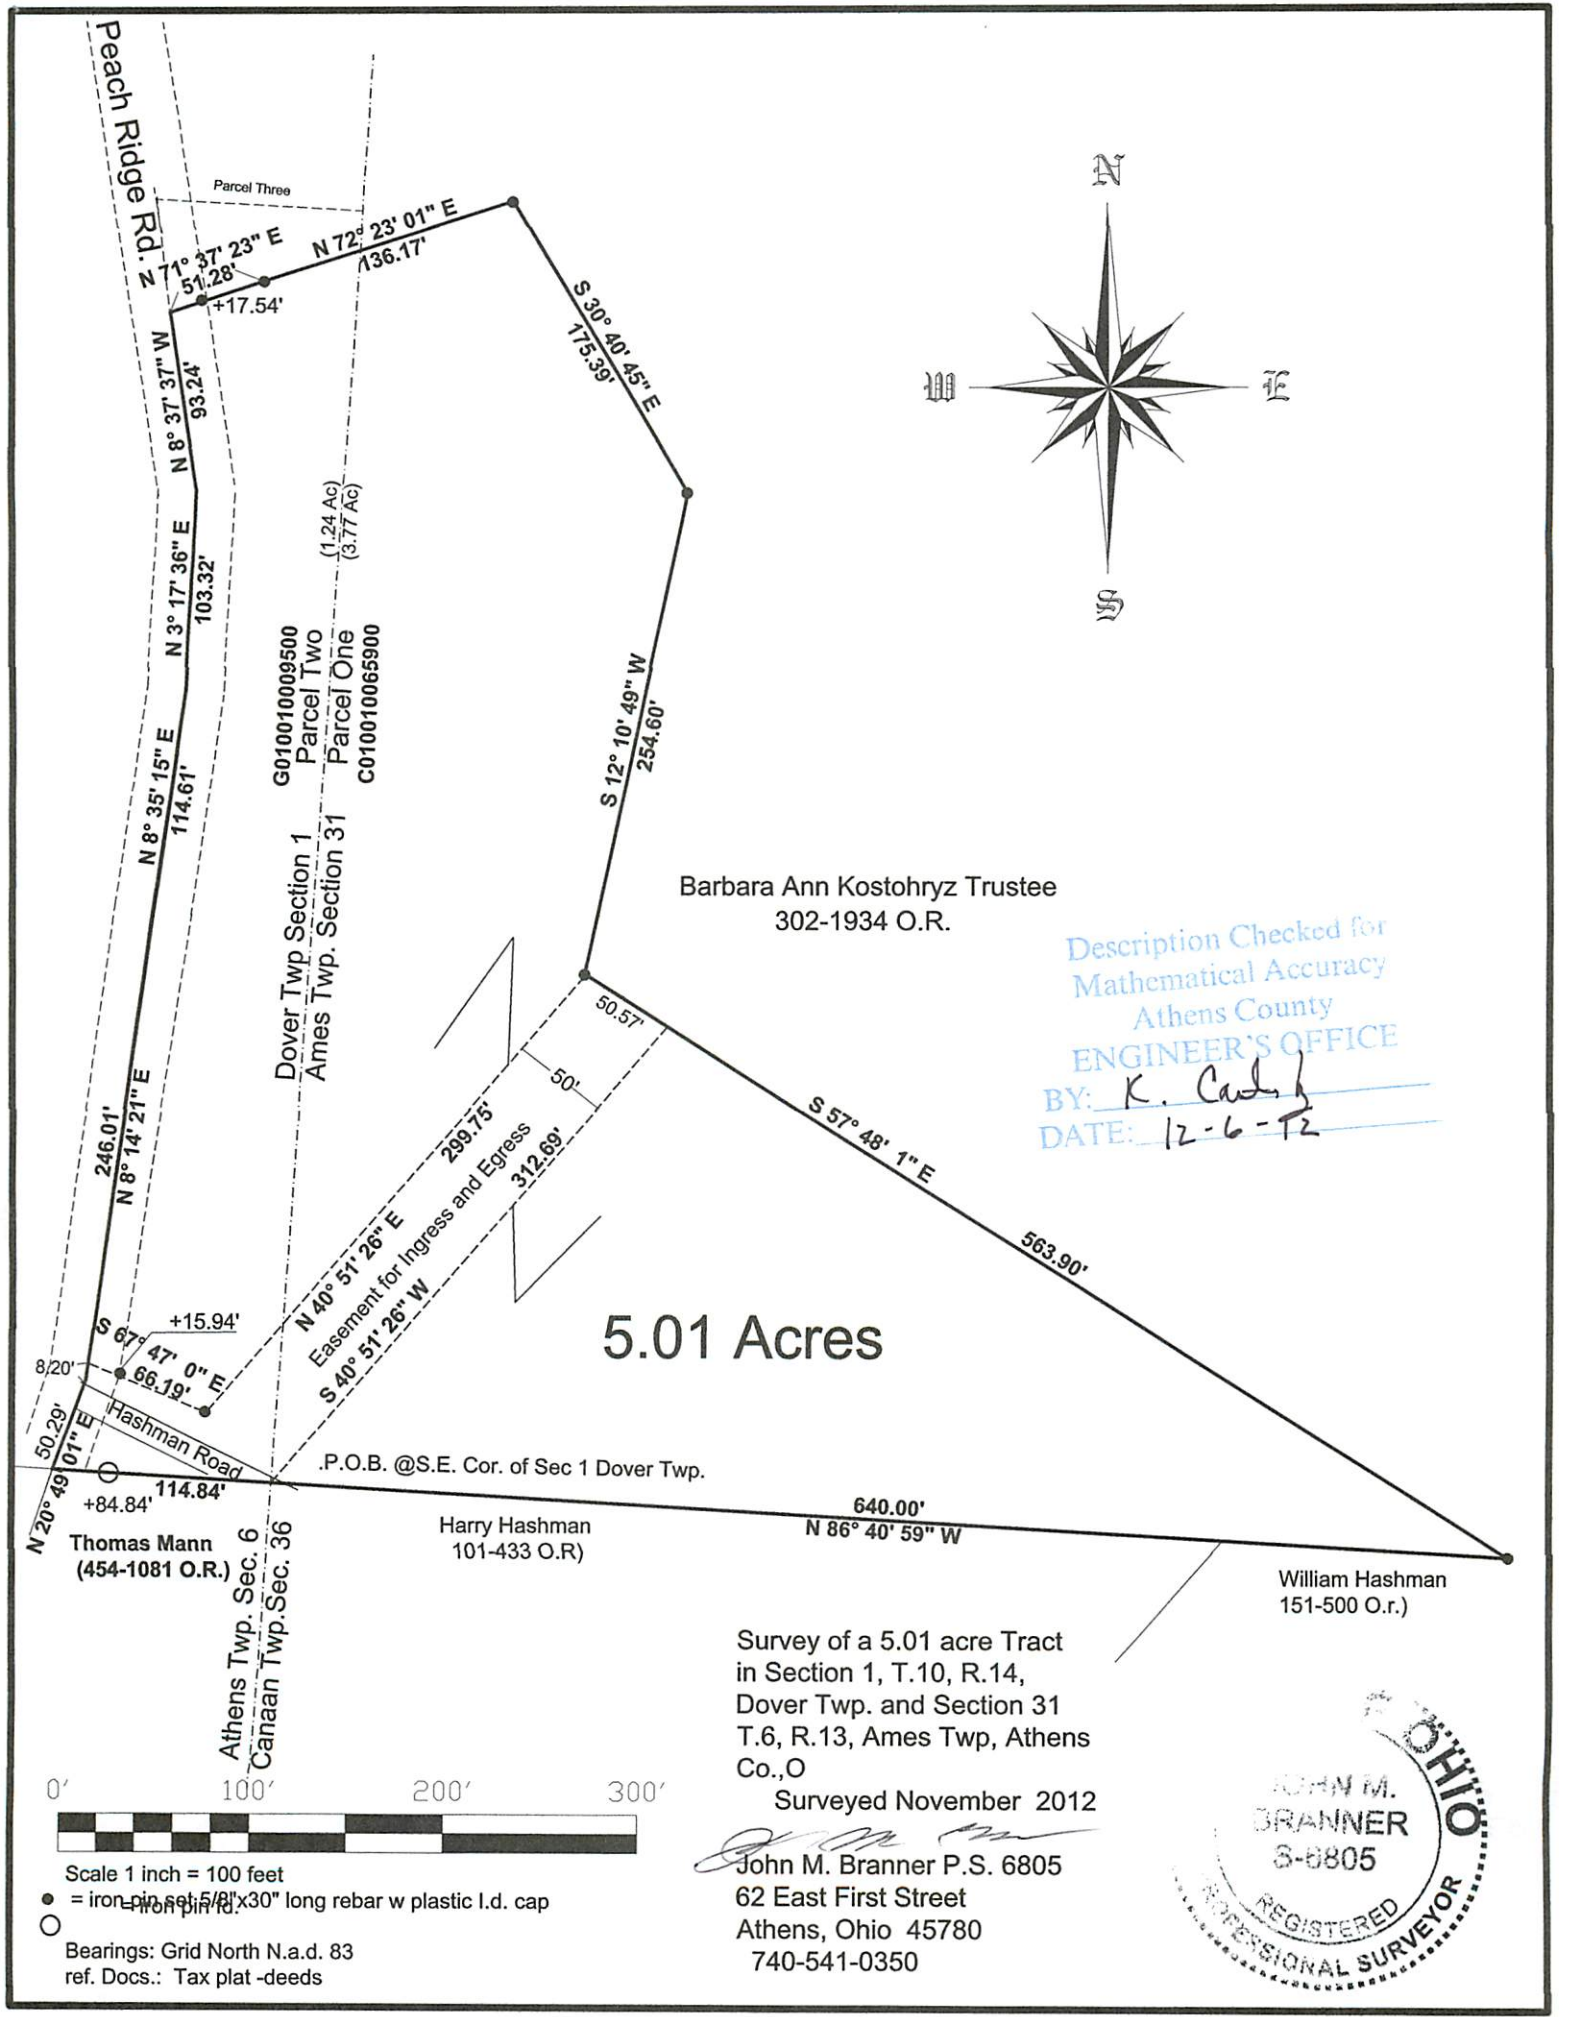 Peach Ridge Rd.
Parcel Three
N 71° 37' 23" E
51.28'
+17.54'
N 72° 23' 01" E
136.17'
S 30° 40' 45" E
175.39'
N
W
E
S
N 8° 37' 37" W
93.24'
N 3° 17' 36" E
103.32'
(1.24 Ac)
(3.77 Ac)
G010010009500
Parcel Two
Parcel One
C010010065900
S 12° 10' 49" W
254.60'
N 8° 35' 15" E
114.61'
Dover Twp Section 1
Ames Twp. Section 31
Barbara Ann Kostohryz Trustee
302-1934 O.R.
Description Checked for
Mathematical Accuracy
Athens County
ENGINEER'S OFFICE
BY: K.
DATE: 12-6-12
50.57'
50'
299.75'
N 40° 51' 26" E
Easement for Ingress and Egress
312.69'
S 40° 51' 26" W
S 57° 48' 1" E
563.90'
246.01'
N 8° 14' 21" E
5.01 Acres
+15.94'
S 67° 47' 0" E
66.19'
8.20'
50.29'
N 20° 49' 01" E
Hashman Road
.P.O.B. @S.E. Cor. of Sec 1 Dover Twp.
+84.84'
114.84'
640.00'
N 86° 40' 59" W
Thomas Mann
(454-1081 O.R.)
Harry Hashman
101-433 O.R)
William Hashman
151-500 O.r.)
Athens Twp. Sec. 6
Canaan Twp.Sec. 36
Survey of a 5.01 acre Tract
in Section 1, T.10, R.14,
Dover Twp. and Section 31
T.6, R.13, Ames Twp, Athens
Co.,O
Surveyed November 2012
John M. Branner P.S. 6805
62 East First Street
Athens, Ohio 45780
740-541-0350
0' 100' 200' 300'
Scale 1 inch = 100 feet
= iron pin set 5/8"x30" long rebar w plastic I.d. cap
= iron pin fd.
Bearings: Grid North N.a.d. 83
ref. Docs.: Tax plat -deeds
OHIO
JOHN M.
BRANNER
S-6805
REGISTERED
PROFESSIONAL SURVEYOR